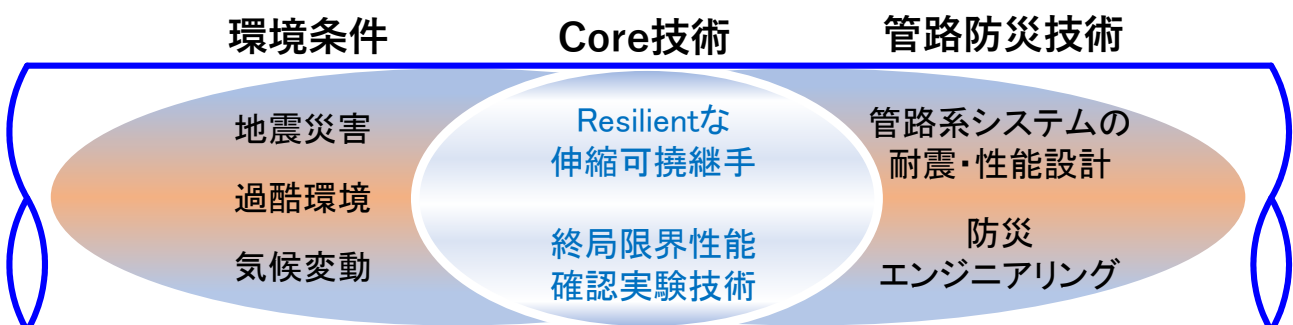 環境条件
Core技術
管路防災技術
地震災害
過酷環境
気候変動
Resilientな
伸縮可撓継手
終局限界性能
確認実験技術
管路系システムの
耐震・性能設計
防災
エンジニアリング